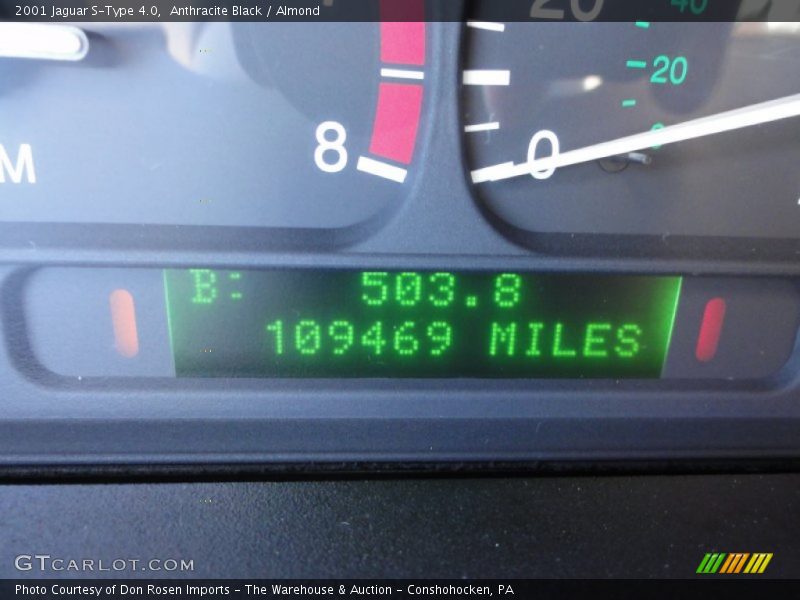 2001 Jaguar S-Type 4.0,  Anthracite Black / Almond
20
40
20
8
0
0
M
B: 503.8
109469 MILES
GTCARLOT.COM
Photo Courtesy of Don Rosen Imports - The Warehouse & Auction - Conshohocken, PA